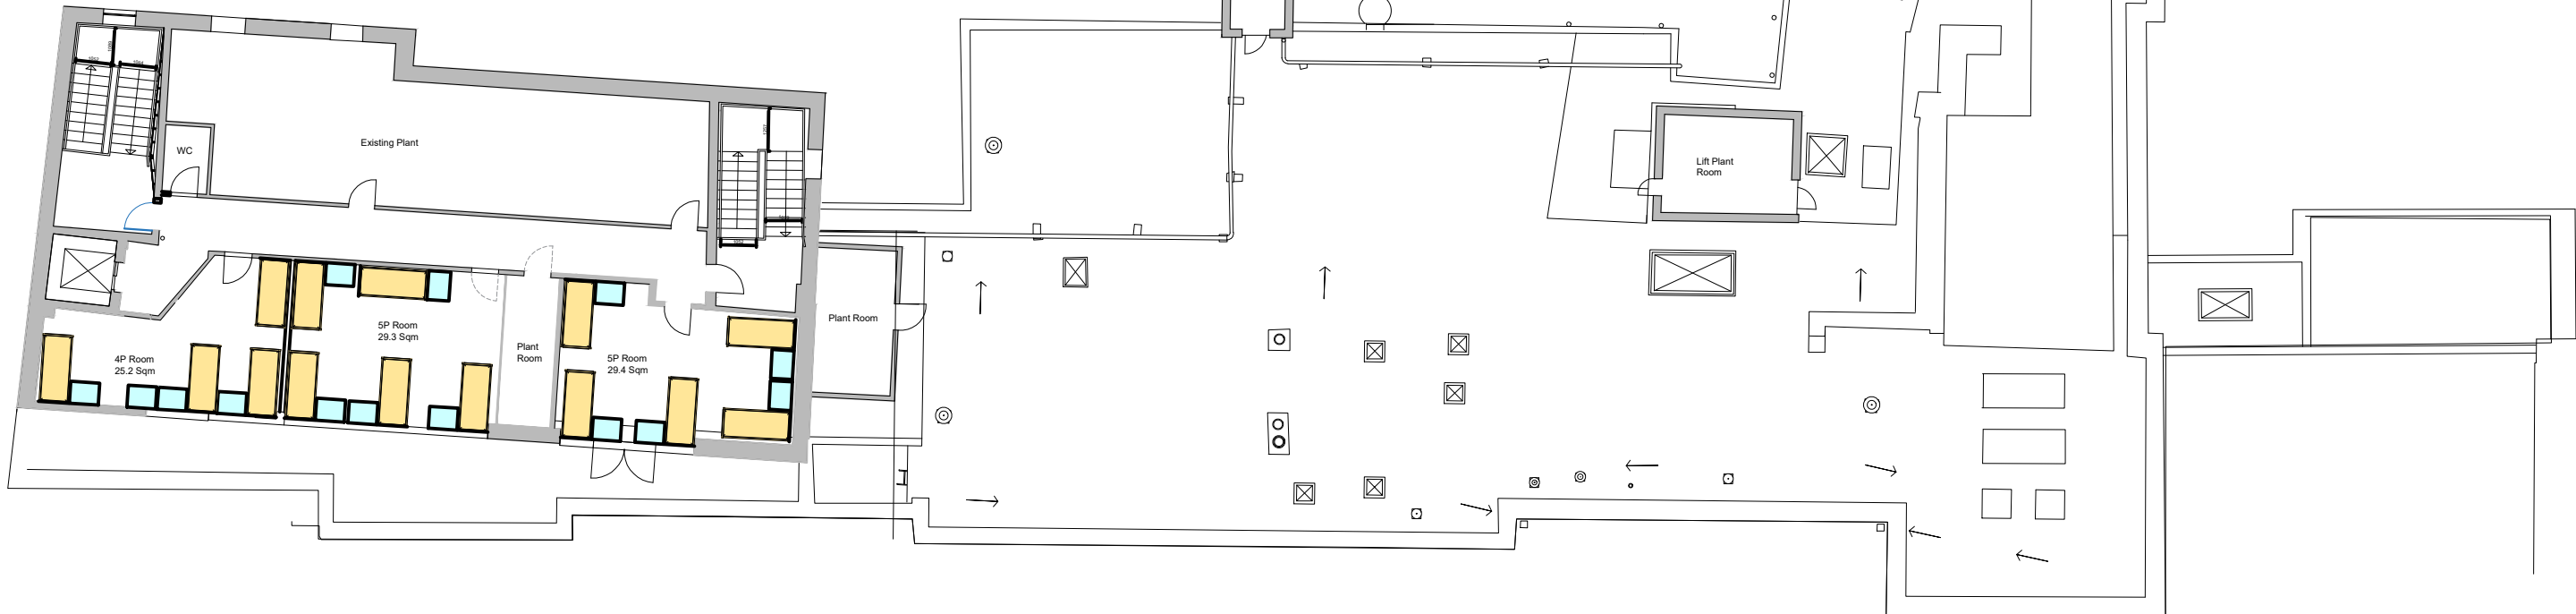 WC
Existing Plant
Lift Plant
Room
Plant Room
5P Room
29.3 Sqm
Plant
Room
5P Room
29.4 Sqm
4P Room
25.2 Sqm